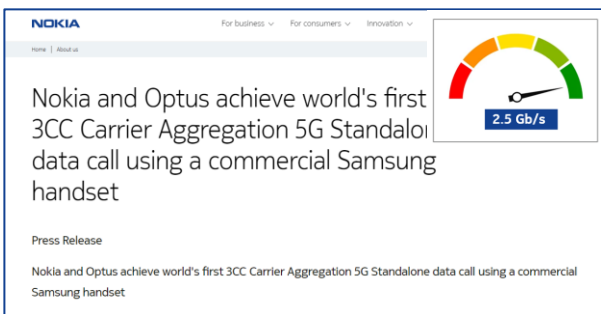 NOKIA
For business For consumers Innovation
Home | About us
2.5 Gb/s
Nokia and Optus achieve world's first
3CC Carrier Aggregation 5G
data call using a commercial Samsung
handset
Press Release
Nokia and Optus achieve world's first 3CC Carrier Aggregation 5G Standalone data call using a commercial
Samsung handset